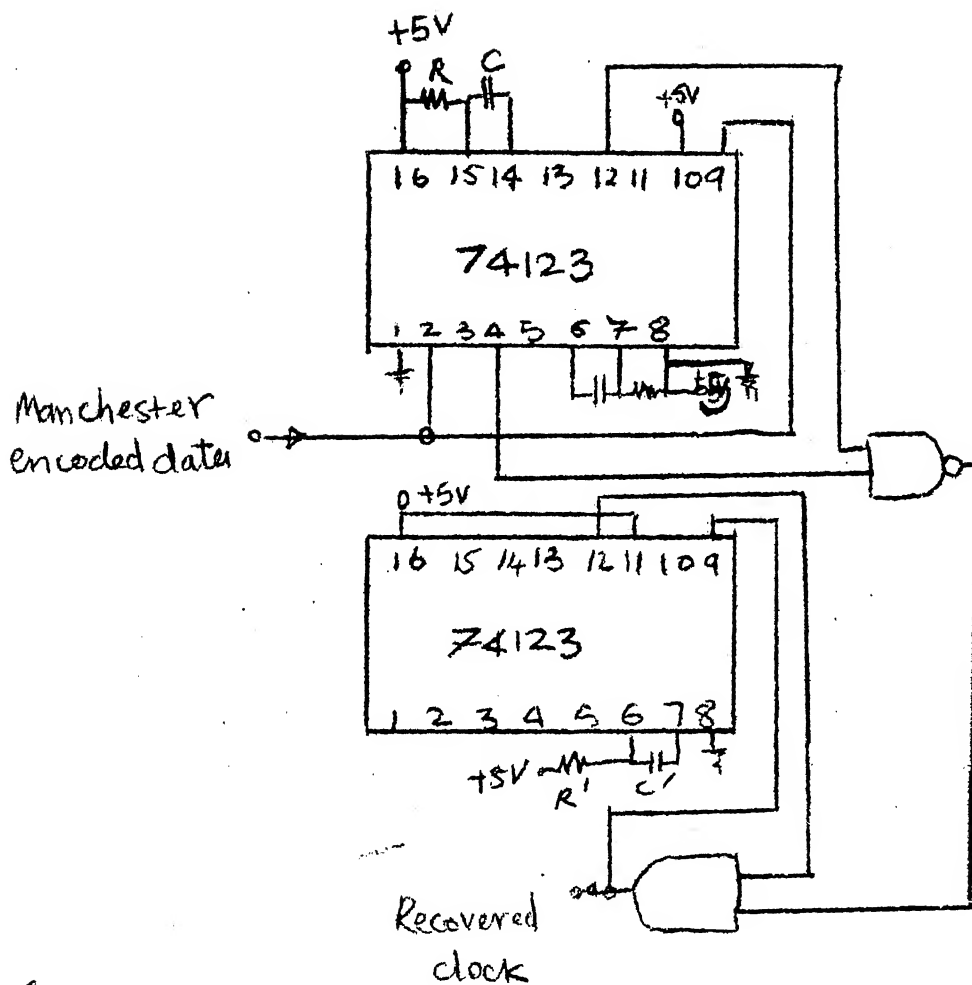 +5V
R C
+5V
16 15 14 13 12 11 10 9
74123
1 2 3 4 5 6 7 8
Manchester
encoded data
+5V
16 15 14 13 12 11 10 9
74123
1 2 3 4 5 6 7 8
+5V
R' C'
Recovered
clock